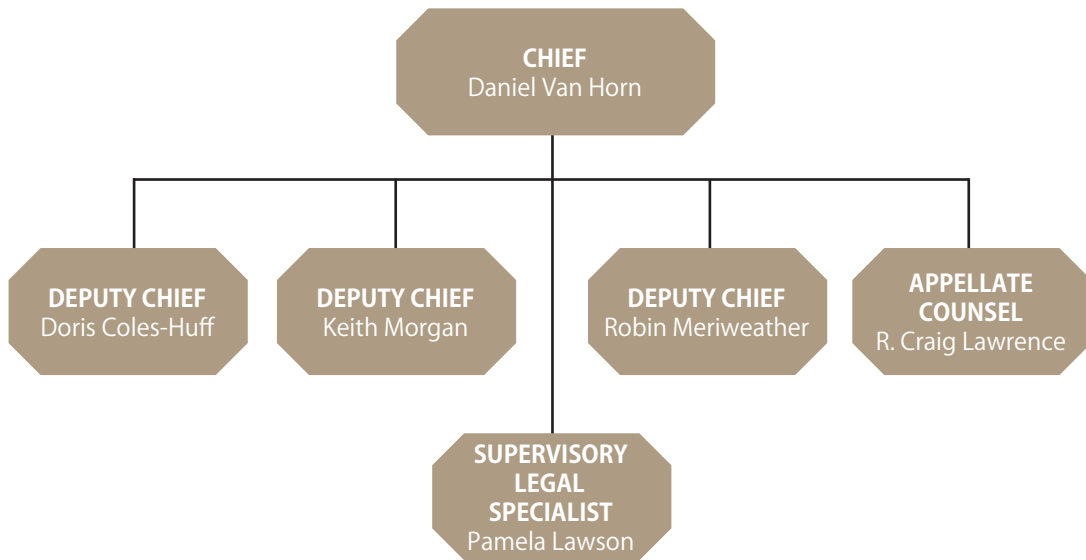 CHIEF
Daniel Van Horn
DEPUTY CHIEF
Doris Coles-Huff
DEPUTY CHIEF
Keith Morgan
DEPUTY CHIEF
Robin Meriweather
APPELLATE
COUNSEL
R. Craig Lawrence
SUPERVISORY
LEGAL
SPECIALIST
Pamela Lawson